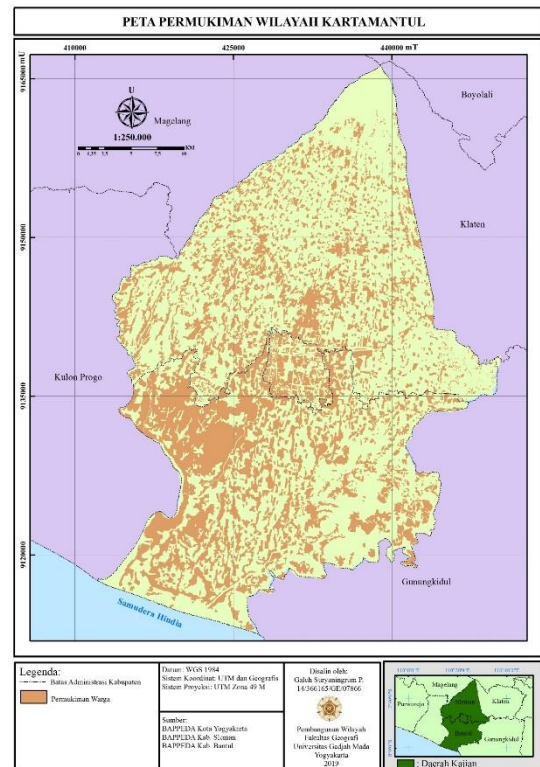 PETA PERMUKIMAN WILAYAH KARTAMANTUL
410000
425000
440000 mT
9165000 mU
9150000
9135000
9120000
U
Magelang
1:250.000
KM
Boyolali
Klaten
Kulon Progo
Gunungkidul
Samudera Hindia
Legenda:
Batas Administrasi Kabupaten
Permukiman Warga
Datum: WGS 1984
Sistem Koordinat: UTM dan Geografis
Sistem Proyeksi: UTM Zona 49 M
Sumber:
BAPPEDA Kota Yogyakarta
BAPPEDA Kab. Sleman
BAPPEDA Kab. Bantul
Disalin oleh:
Galuh Suryaningrum P.
14/366165/GE/07866
Pembangunan Wilayah
Fakultas Geografi
Universitas Gadjah Mada
Yogyakarta
2019
Magelang
Purworejo
Sleman
Klaten
Bantul
Gunungkidul
: Daerah Kajian